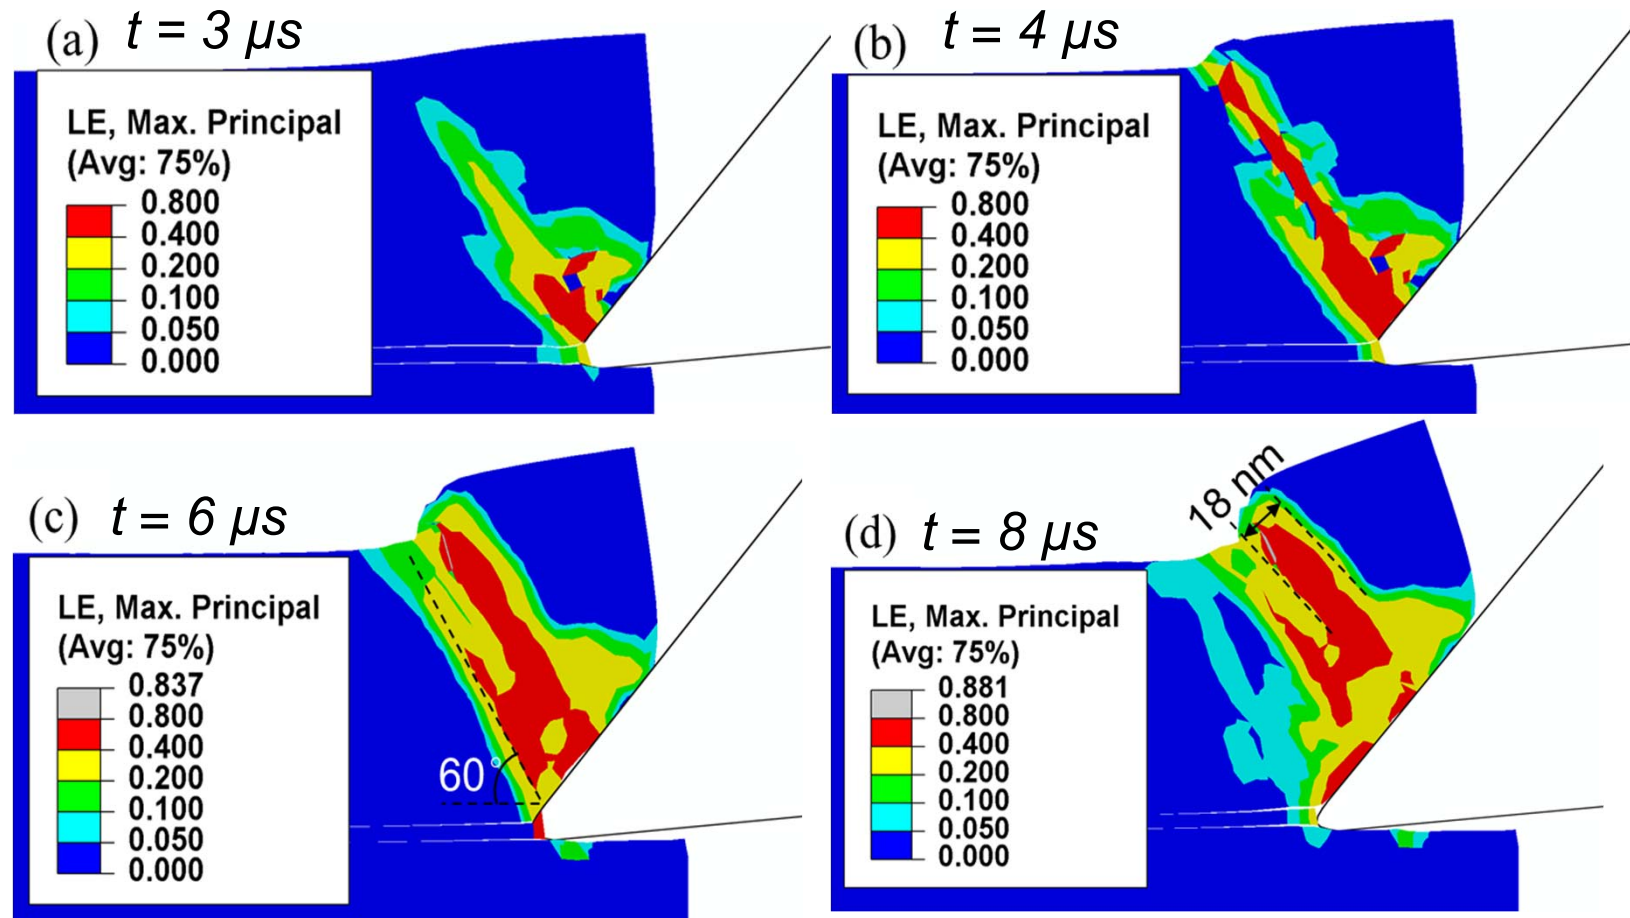 (a) t = 3 μs
LE, Max. Principal
(Avg: 75%)
0.800
0.400
0.200
0.100
0.050
0.000
(b) t = 4 μs
LE, Max. Principal
(Avg: 75%)
0.800
0.400
0.200
0.100
0.050
0.000
(c) t = 6 μs
LE, Max. Principal
(Avg: 75%)
0.837
0.800
0.400
0.200
0.100
0.050
0.000
60°
(d) t = 8 μs
18 nm
LE, Max. Principal
(Avg: 75%)
0.881
0.800
0.400
0.200
0.100
0.050
0.000